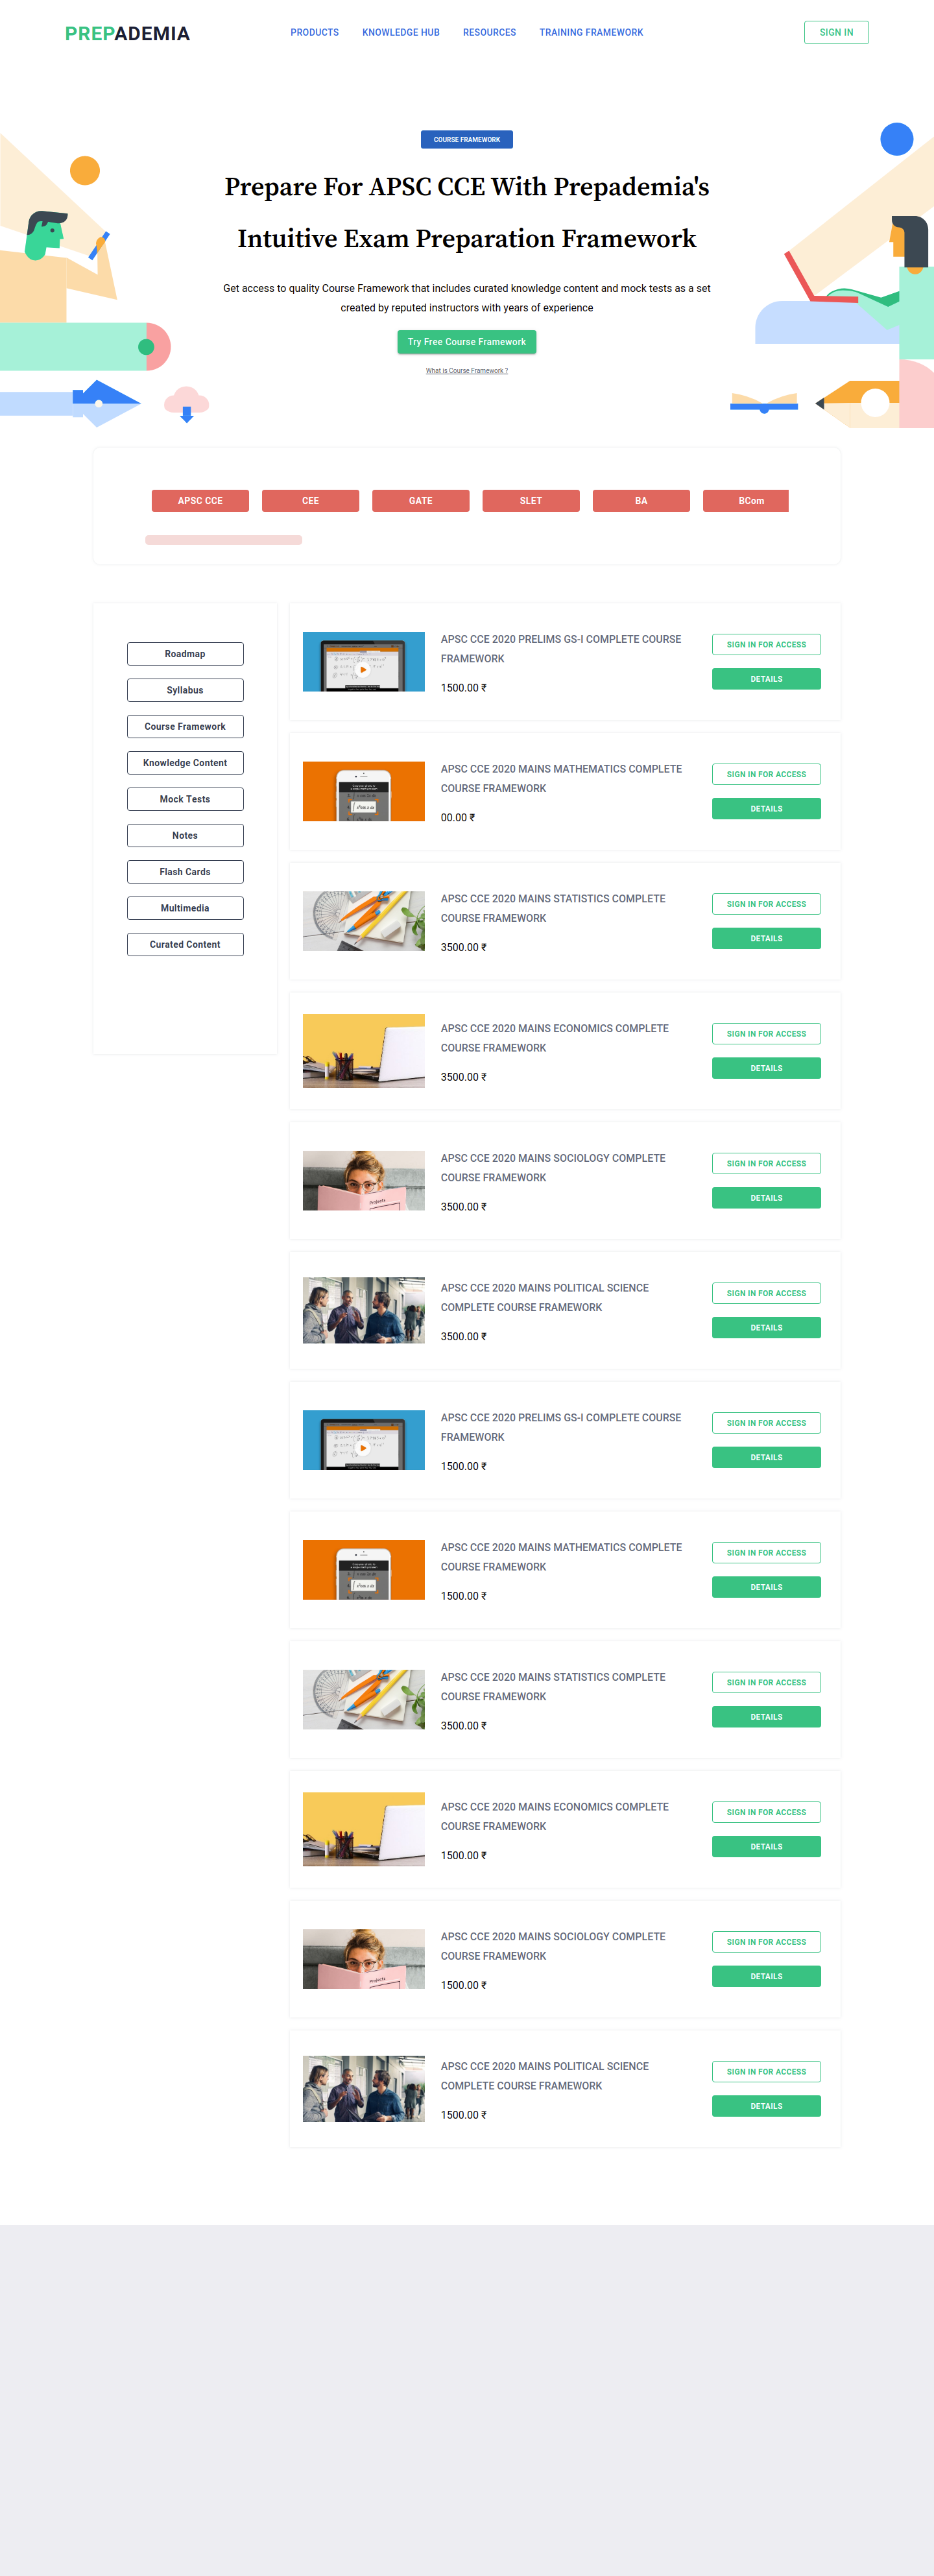 PREPADEMIA
PRODUCTS
KNOWLEDGE HUB
RESOURCES
TRAINING FRAMEWORK
SIGN IN
COURSE FRAMEWORK
Prepare For APSC CCE With Prepademia's
Intuitive Exam Preparation Framework
Get access to quality Course Framework that includes curated knowledge content and mock tests as a set
created by reputed instructors with years of experience
Try Free Course Framework
What is Course Framework ?
APSC CCE
CEE
GATE
SLET
BA
BCom
Roadmap
Syllabus
Course Framework
Knowledge Content
Mock Tests
Notes
Flash Cards
Multimedia
Curated Content
APSC CCE 2020 PRELIMS GS-I COMPLETE COURSE
FRAMEWORK
1500.00 ₹
SIGN IN FOR ACCESS
DETAILS
APSC CCE 2020 MAINS MATHEMATICS COMPLETE
COURSE FRAMEWORK
00.00 ₹
SIGN IN FOR ACCESS
DETAILS
APSC CCE 2020 MAINS STATISTICS COMPLETE
COURSE FRAMEWORK
3500.00 ₹
SIGN IN FOR ACCESS
DETAILS
APSC CCE 2020 MAINS ECONOMICS COMPLETE
COURSE FRAMEWORK
3500.00 ₹
SIGN IN FOR ACCESS
DETAILS
Projects
APSC CCE 2020 MAINS SOCIOLOGY COMPLETE
COURSE FRAMEWORK
3500.00 ₹
SIGN IN FOR ACCESS
DETAILS
APSC CCE 2020 MAINS POLITICAL SCIENCE
COMPLETE COURSE FRAMEWORK
3500.00 ₹
SIGN IN FOR ACCESS
DETAILS
APSC CCE 2020 PRELIMS GS-I COMPLETE COURSE
FRAMEWORK
1500.00 ₹
SIGN IN FOR ACCESS
DETAILS
APSC CCE 2020 MAINS MATHEMATICS COMPLETE
COURSE FRAMEWORK
1500.00 ₹
SIGN IN FOR ACCESS
DETAILS
APSC CCE 2020 MAINS STATISTICS COMPLETE
COURSE FRAMEWORK
3500.00 ₹
SIGN IN FOR ACCESS
DETAILS
APSC CCE 2020 MAINS ECONOMICS COMPLETE
COURSE FRAMEWORK
1500.00 ₹
SIGN IN FOR ACCESS
DETAILS
Projects
APSC CCE 2020 MAINS SOCIOLOGY COMPLETE
COURSE FRAMEWORK
1500.00 ₹
SIGN IN FOR ACCESS
DETAILS
APSC CCE 2020 MAINS POLITICAL SCIENCE
COMPLETE COURSE FRAMEWORK
1500.00 ₹
SIGN IN FOR ACCESS
DETAILS